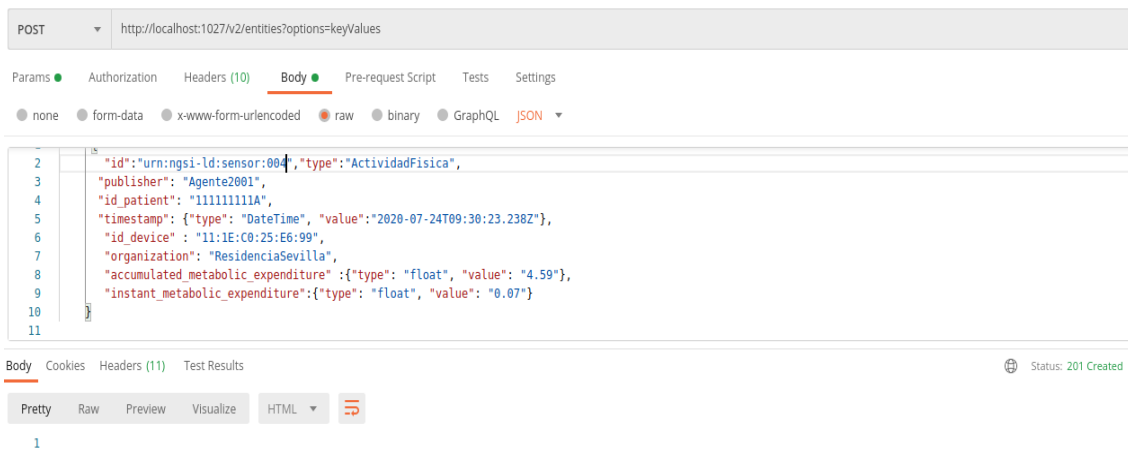 POST http://localhost:1027/v2/entities?options=keyValues
Params Authorization Headers (10) Body Pre-request Script Tests Settings
none form-data x-www-form-urlencoded raw binary GraphQL JSON
2 "id":"urn:ngsi-ld:sensor:004","type":"ActividadFisica",
3 "publisher": "Agente2001",
4 "id_patient": "111111111A",
5 "timestamp": {"type": "DateTime", "value":"2020-07-24T09:30:23.238Z"},
6 "id_device" : "11:1E:C0:25:E6:99",
7 "organization": "ResidenciaSevilla",
8 "accumulated_metabolic_expenditure" :{"type": "float", "value": "4.59"},
9 "instant_metabolic_expenditure":{"type": "float", "value": "0.07"}
10 }
11
Body Cookies Headers (11) Test Results Status: 201 Created
Pretty Raw Preview Visualize HTML
1